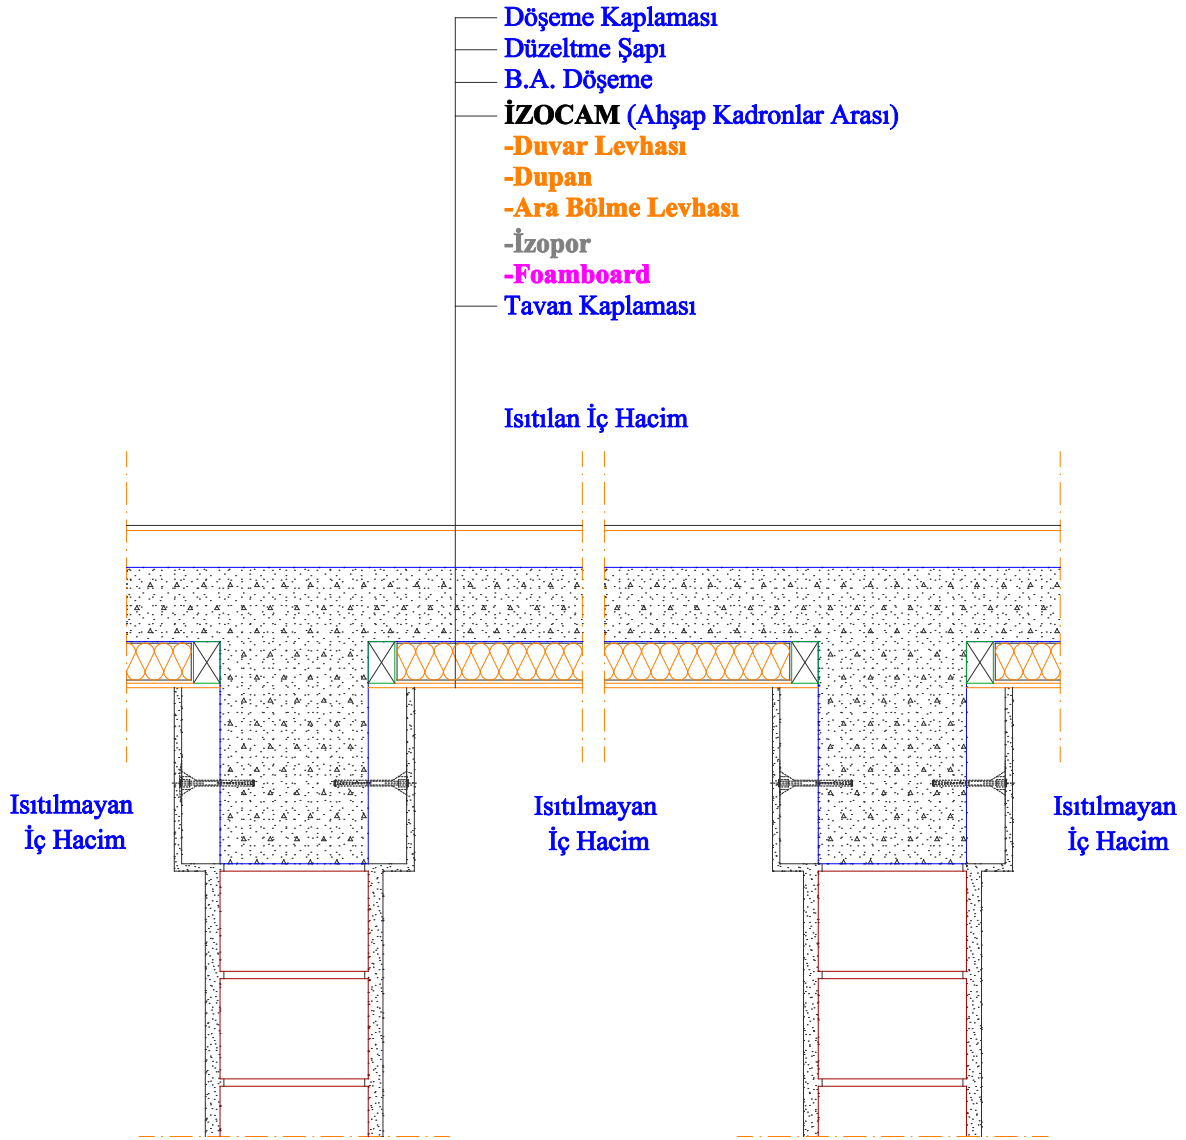 Döşeme Kaplaması
Düzeltme Şapı
B.A. Döşeme
İZOCAM (Ahşap Kadronlar Arası)
-Duvar Levhası
-Dupan
-Ara Bölme Levhası
-İzopor
-Foamboard
Tavan Kaplaması
Isıtılan İç Hacim
Isıtılmayan
İç Hacim
Isıtılmayan
İç Hacim
Isıtılmayan
İç Hacim